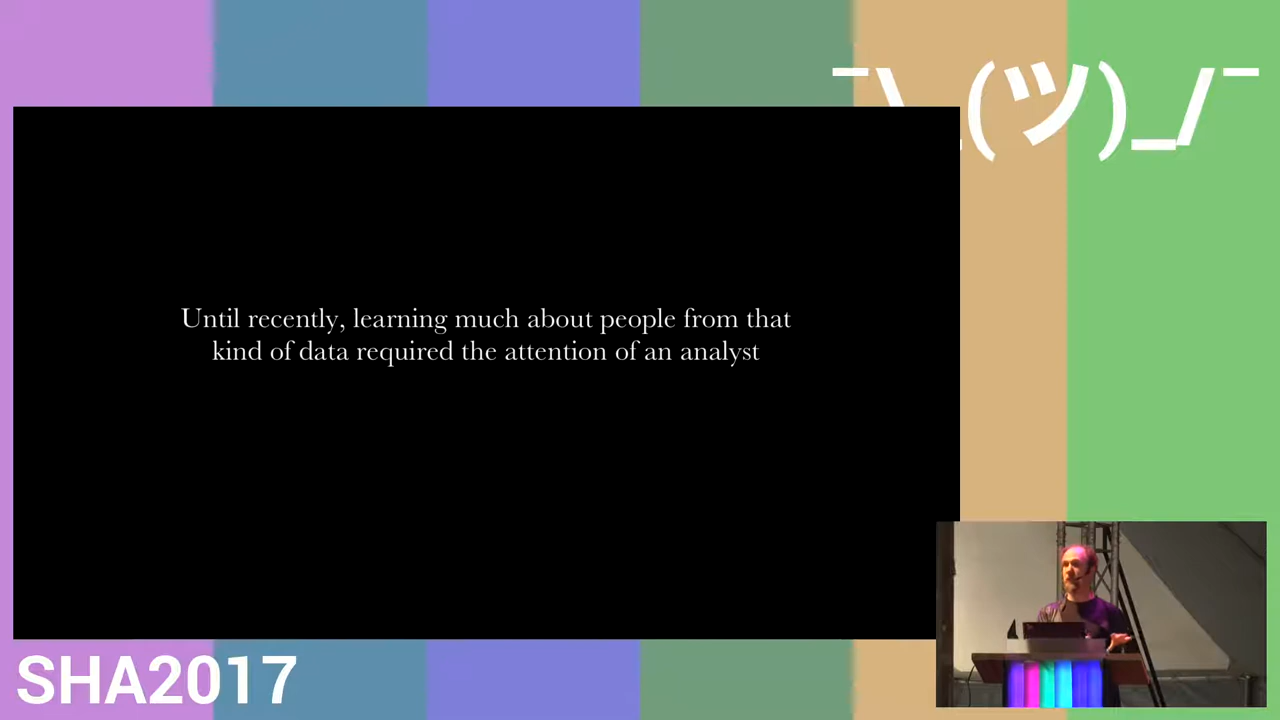 ¯\_(ツ)_/¯
Until recently, learning much about people from that
kind of data required the attention of an analyst
SHA2017